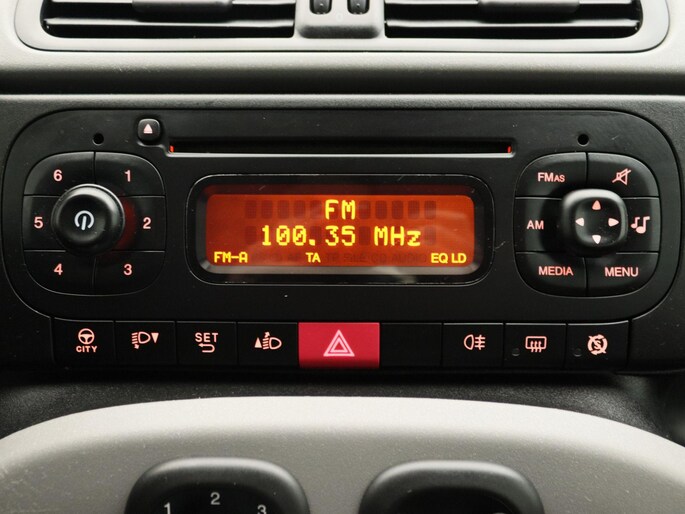 6 1
5 2
4 3
FM
100.35 MHz
FM-A TA EQ LD
FMAS
AM
MEDIA MENU
CITY
SET
S
1 2 3